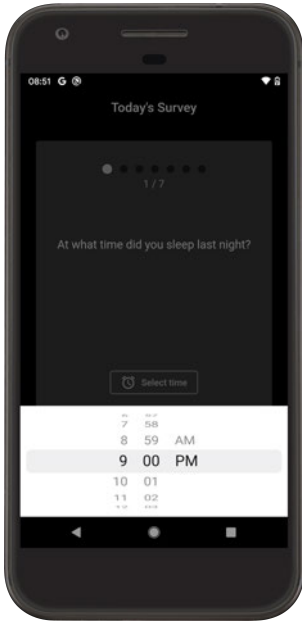 08:51 G
Today's Survey
1 / 7
At what time did you sleep last night?
Select time
7 58
8 59 AM
9 00 PM
10 01
11 02